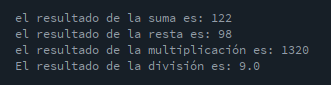 el resultado de la suma es: 122
el resultado de la resta es: 98
el resultado de la multiplicación es: 1320
El resultado de la división es: 9.0